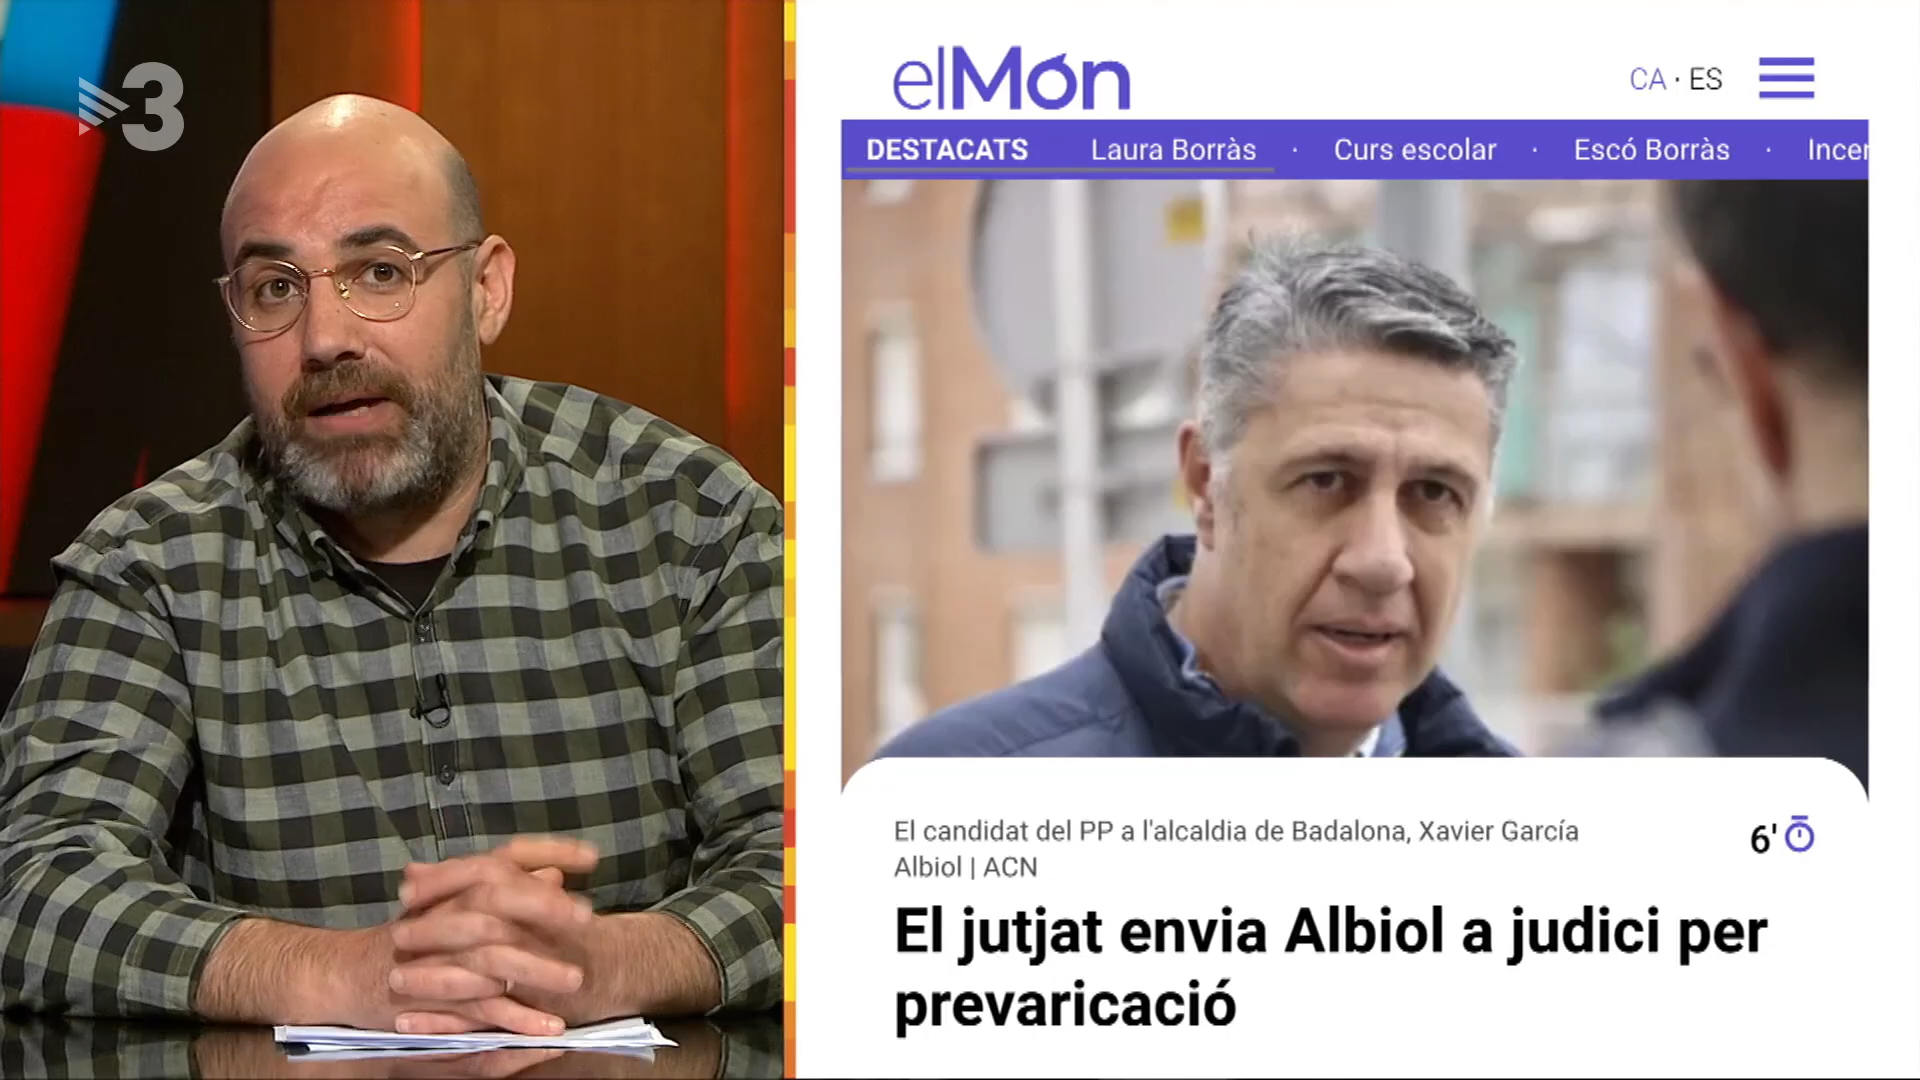 3
elMón
CA · ES
DESTACATS Laura Borràs · Curs escolar · Escó Borràs · Incen
El candidat del PP a l'alcaldia de Badalona, Xavier García
Albiol | ACN
6'
El jutjat envia Albiol a judici per
prevaricació